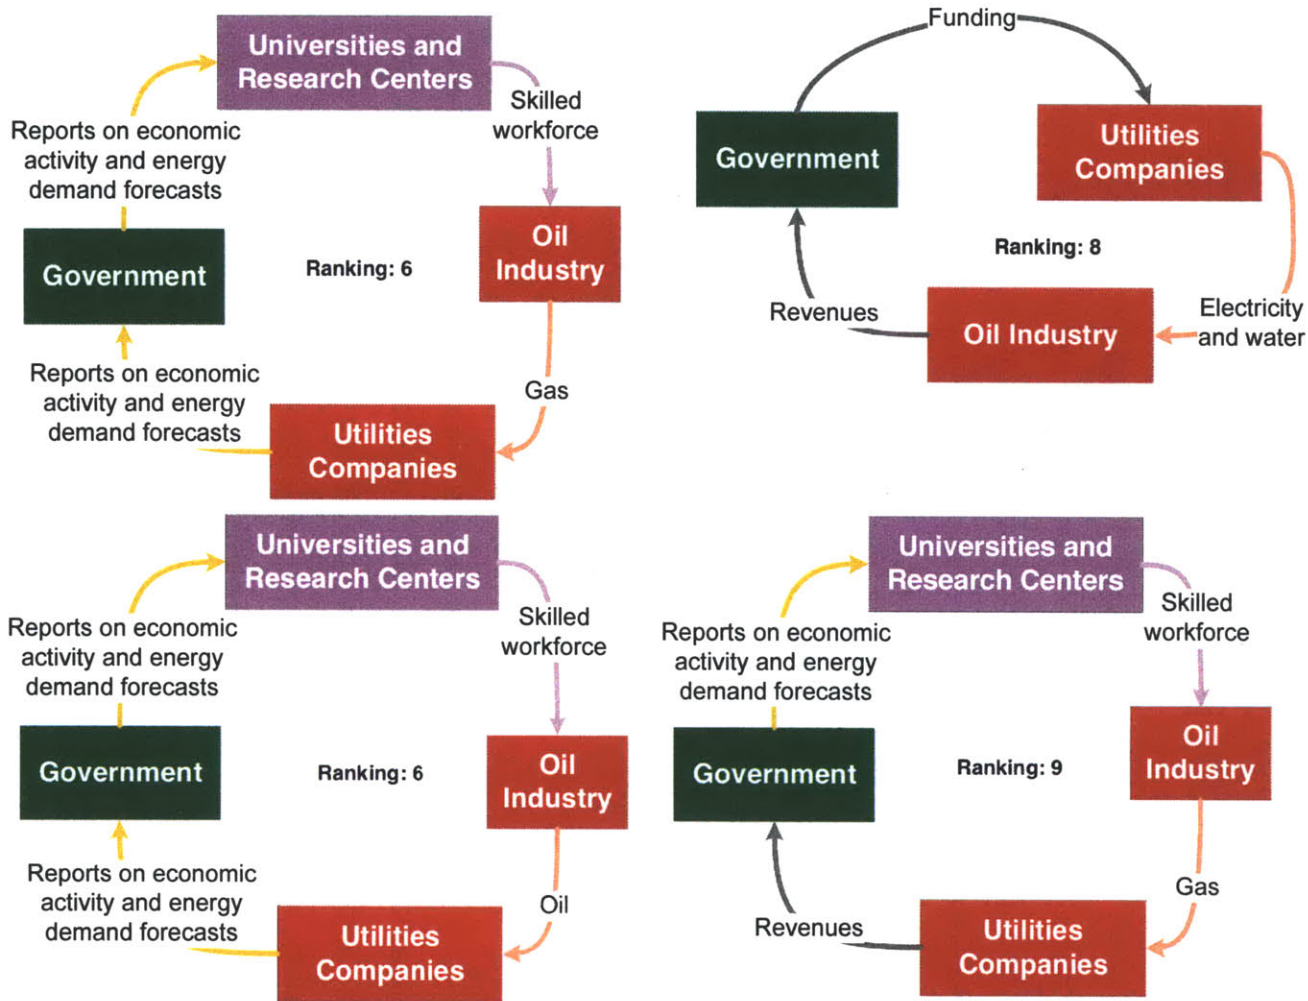 Universities and
Research Centers
Skilled
workforce
Reports on economic
activity and energy
demand forecasts
Oil
Industry
Government
Ranking: 6
Reports on economic
activity and energy
demand forecasts
Gas
Utilities
Companies
Funding
Government
Utilities
Companies
Ranking: 8
Revenues
Oil Industry
Electricity
and water
Universities and
Research Centers
Skilled
workforce
Reports on economic
activity and energy
demand forecasts
Government
Ranking: 6
Oil
Industry
Reports on economic
activity and energy
demand forecasts
Oil
Utilities
Companies
Universities and
Research Centers
Skilled
workforce
Reports on economic
activity and energy
demand forecasts
Government
Ranking: 9
Oil
Industry
Gas
Revenues
Utilities
Companies